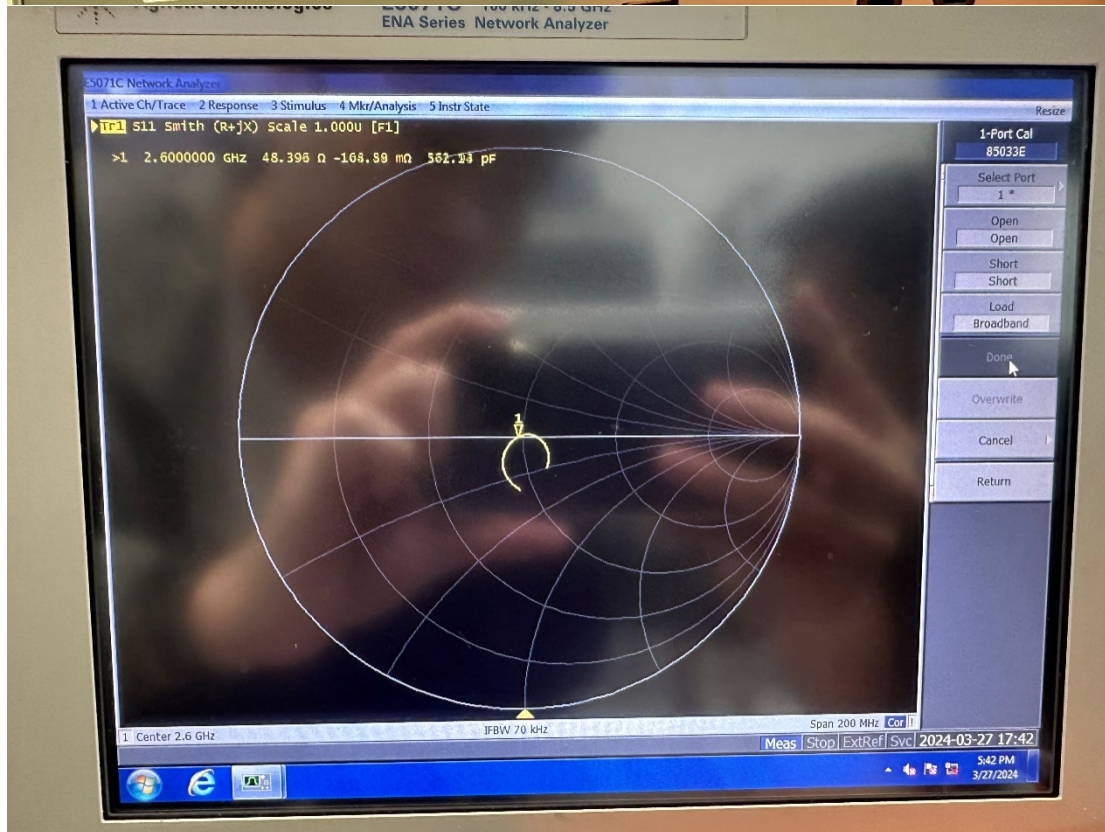 E5071C
ENA Series Network Analyzer
E5071C Network Analyzer
1 Active Ch/Trace 2 Response 3 Stimulus 4 Mkr/Analysis 5 Instr State
Resize
Tr1 S11 Smith (R+jX) Scale 1.000U [F1]
>1 2.6000000 GHz 48.396 Ω mΩ pF
1
1-Port Cal
85033E
Select Port
1 *
Open
Open
Short
Short
Load
Broadband
Done
Overwrite
Cancel
Return
1 Center 2.6 GHz
IFBW 70 kHz
Span 200 MHz Cor !
Meas Stop ExtRef Svc 2024-03-27 17:42
5:42 PM
3/27/2024